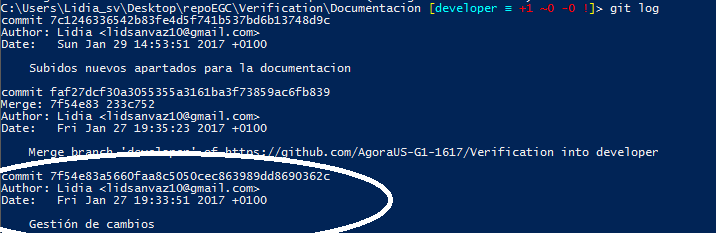 C:\Users\Lidia_sv\Desktop\repoEGC\Verification\Documentacion [developer ≡ +1 ~0 -0 !]> git log
commit 7c1246336542b83fe4d5f741b537bd6b13748d9c
Author: Lidia <lidsanvaz10@gmail.com>
Date:   Sun Jan 29 14:53:51 2017 +0100
Subidos nuevos apartados para la documentacion
commit faf27dcf30a3055355a3161ba3f73859ac6fb839
Merge: 7f54e83 233c752
Author: Lidia <lidsanvaz10@gmail.com>
Date:   Fri Jan 27 19:35:23 2017 +0100
Merge branch 'developer' of https://github.com/AgoraUS-G1-1617/Verification into developer
commit 7f54e83a5660faa8c5050cec863989dd8690362c
Author: Lidia <lidsanvaz10@gmail.com>
Date:   Fri Jan 27 19:33:51 2017 +0100
Gestión de cambios